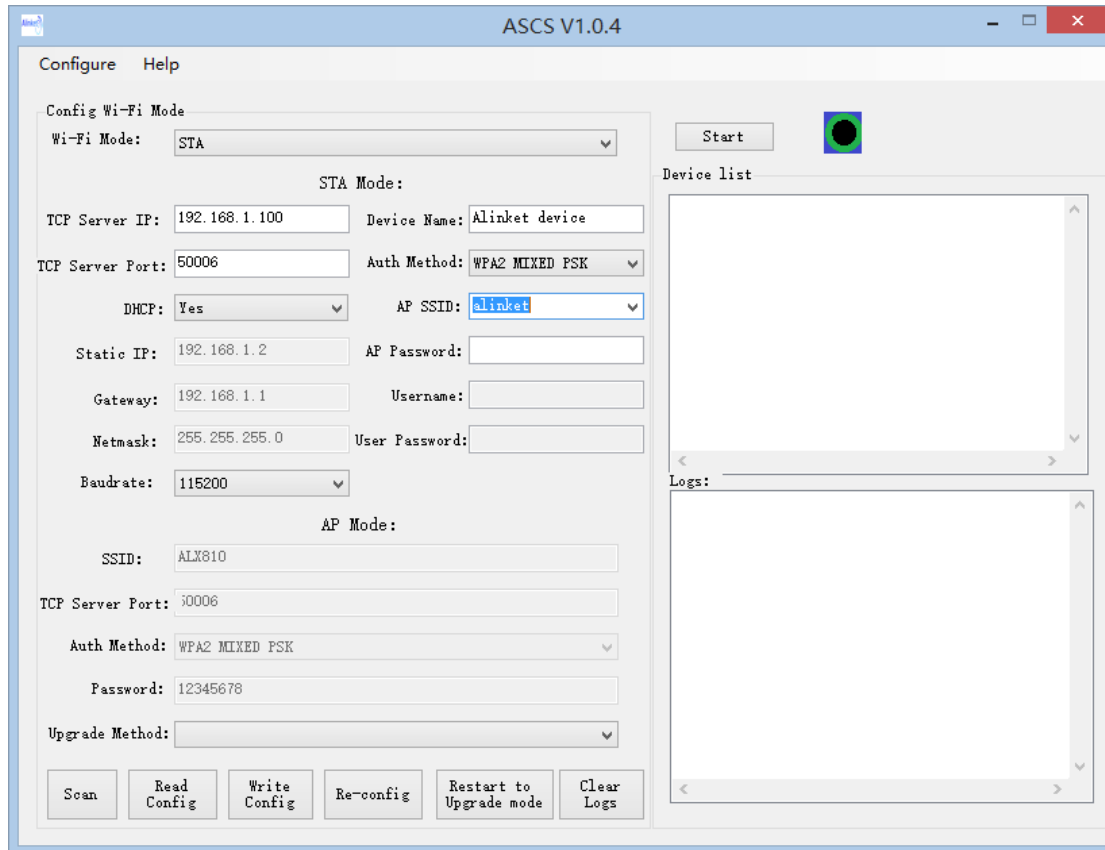 ASCS V1.0.4
Configure Help
Config Wi-Fi Mode
Wi-Fi Mode: STA
Start
STA Mode:
Device list
TCP Server IP: 192.168.1.100 Device Name: Alinket device
TCP Server Port: 50006 Auth Method: WPA2 MIXED PSK
DHCP: Yes AP SSID: alinket
Static IP: 192.168.1.2 AP Password:
Gateway: 192.168.1.1 Username:
Netmask: 255.255.255.0 User Password:
Baudrate: 115200
Logs:
AP Mode:
SSID: ALX810
TCP Server Port: 50006
Auth Method: WPA2 MIXED PSK
Password: 12345678
Upgrade Method:
Scan
Read
Config
Write
Config
Re-config
Restart to
Upgrade mode
Clear
Logs